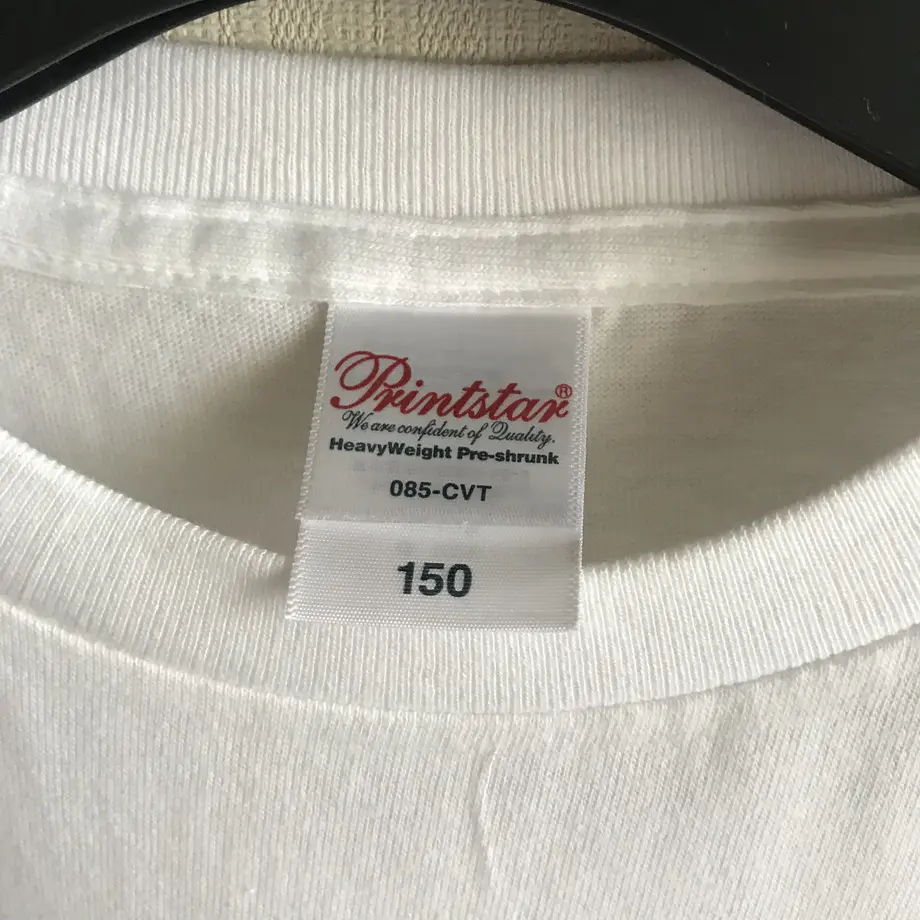 Printstar®
We are confident of Quality.
HeavyWeight Pre-shrunk
085-CVT
150